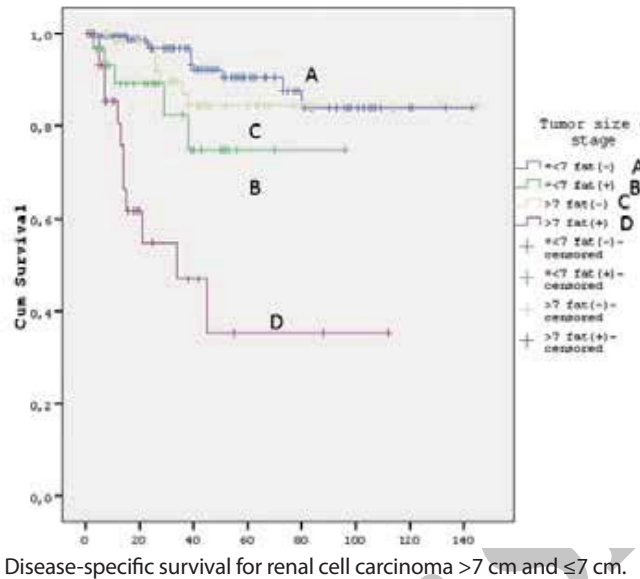 1,0
0,8
0,6
0,4
0,2
0,0
Cum Survival
0 20 40 60 80 100 120 140
A
C
B
D
Tumor size
stage
=<7 fat(-) A
=<7 fat(+) B
>7 fat(-) C
>7 fat(+) D
=<7 fat(-)-
censored
=<7 fat(+)-
censored
>7 fat(-)-
censored
>7 fat(+)-
censored
Disease-specific survival for renal cell carcinoma >7 cm and ≤7 cm.